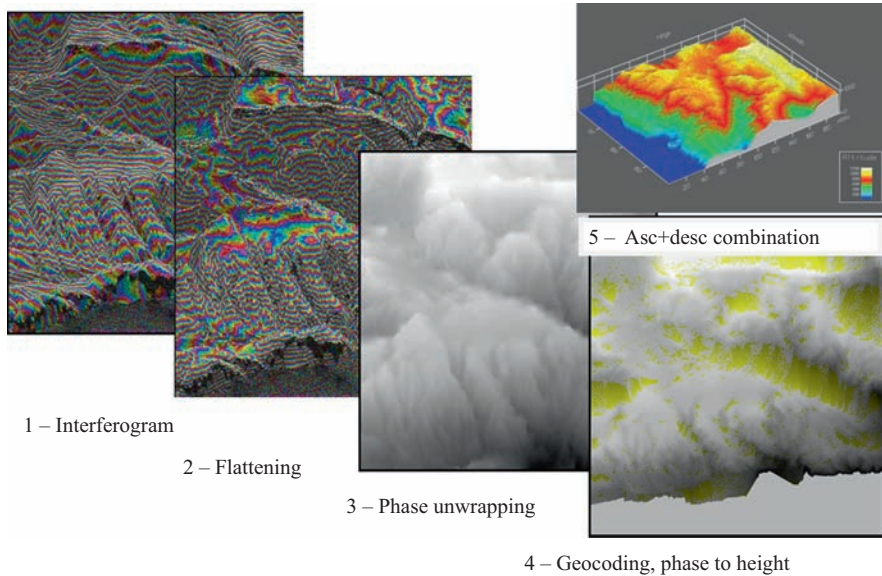 5 – Asc+desc combination
1 – Interferogram
2 – Flattening
3 – Phase unwrapping
4 – Geocoding, phase to height